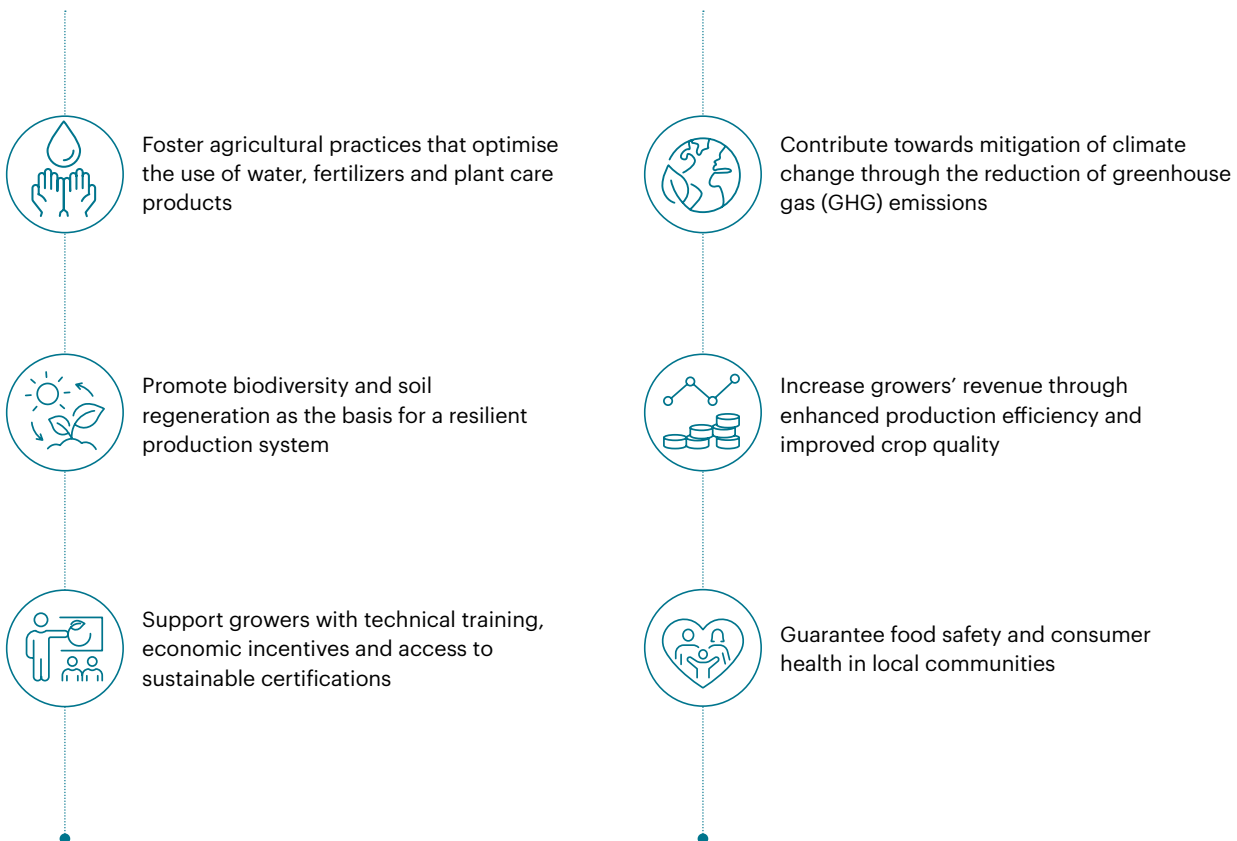 Foster agricultural practices that optimise
the use of water, fertilizers and plant care
products
Promote biodiversity and soil
regeneration as the basis for a resilient
production system
Support growers with technical training,
economic incentives and access to
sustainable certifications
Contribute towards mitigation of climate
change through the reduction of greenhouse
gas (GHG) emissions
Increase growers’ revenue through
enhanced production efficiency and
improved crop quality
Guarantee food safety and consumer
health in local communities